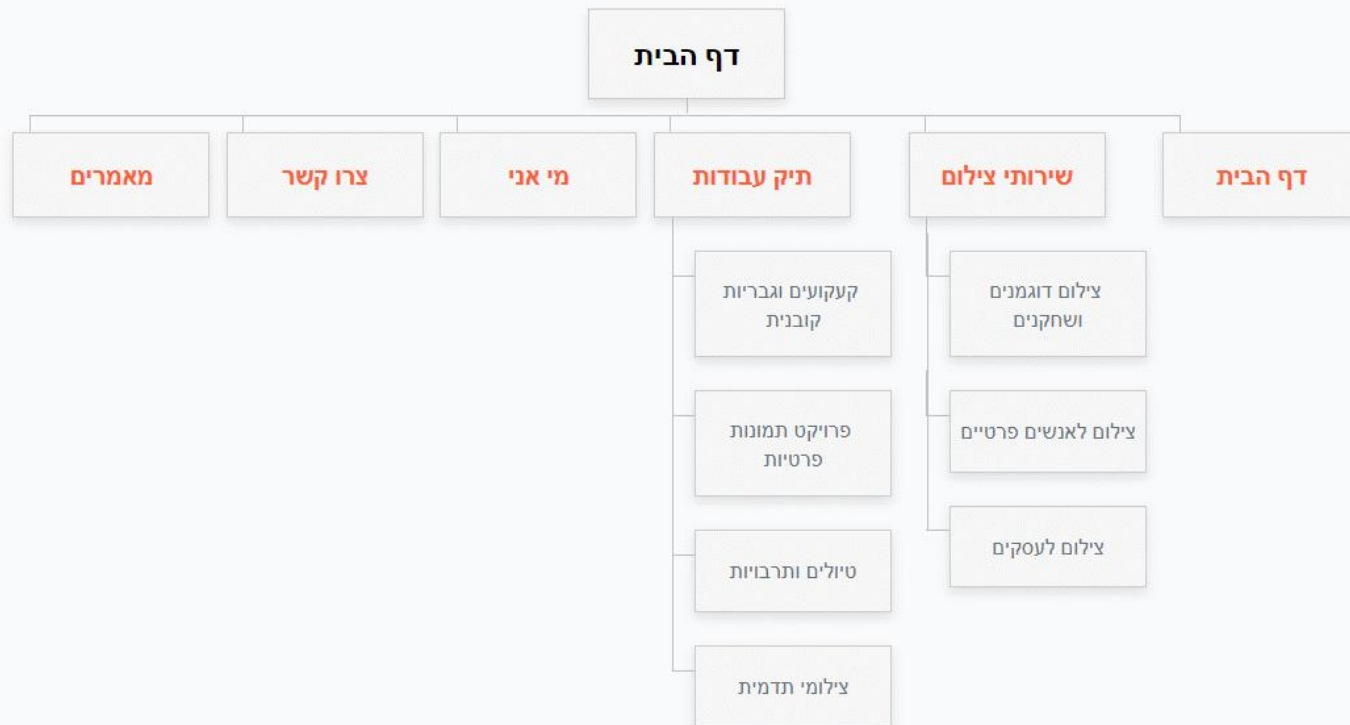 דף הבית
דף הבית
שירותי צילום
תיק עבודות
מי אני
צרו קשר
מאמרים
צילום דוגמנים
ושחקנים
צילום לאנשים פרטיים
צילום לעסקים
קעקועים וגבריות
קובנית
פרויקט תמונות
פרטיות
טיולים ותרבויות
צילומי תדמית